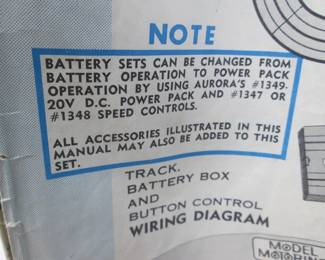 NOTE
BATTERY SETS CAN BE CHANGED FROM
BATTERY OPERATION TO POWER PACK
OPERATION BY USING AURORA'S #1349-
20V D.C. POWER PACK AND #1347 OR
#1348 SPEED CONTROLS.
ALL ACCESSORIES ILLUSTRATED IN THIS
MANUAL MAY ALSO BE ADDED TO THIS
SET.
TRACK,
BATTERY BOX
AND
BUTTON CONTROL
WIRING DIAGRAM
MODEL
MOTORING